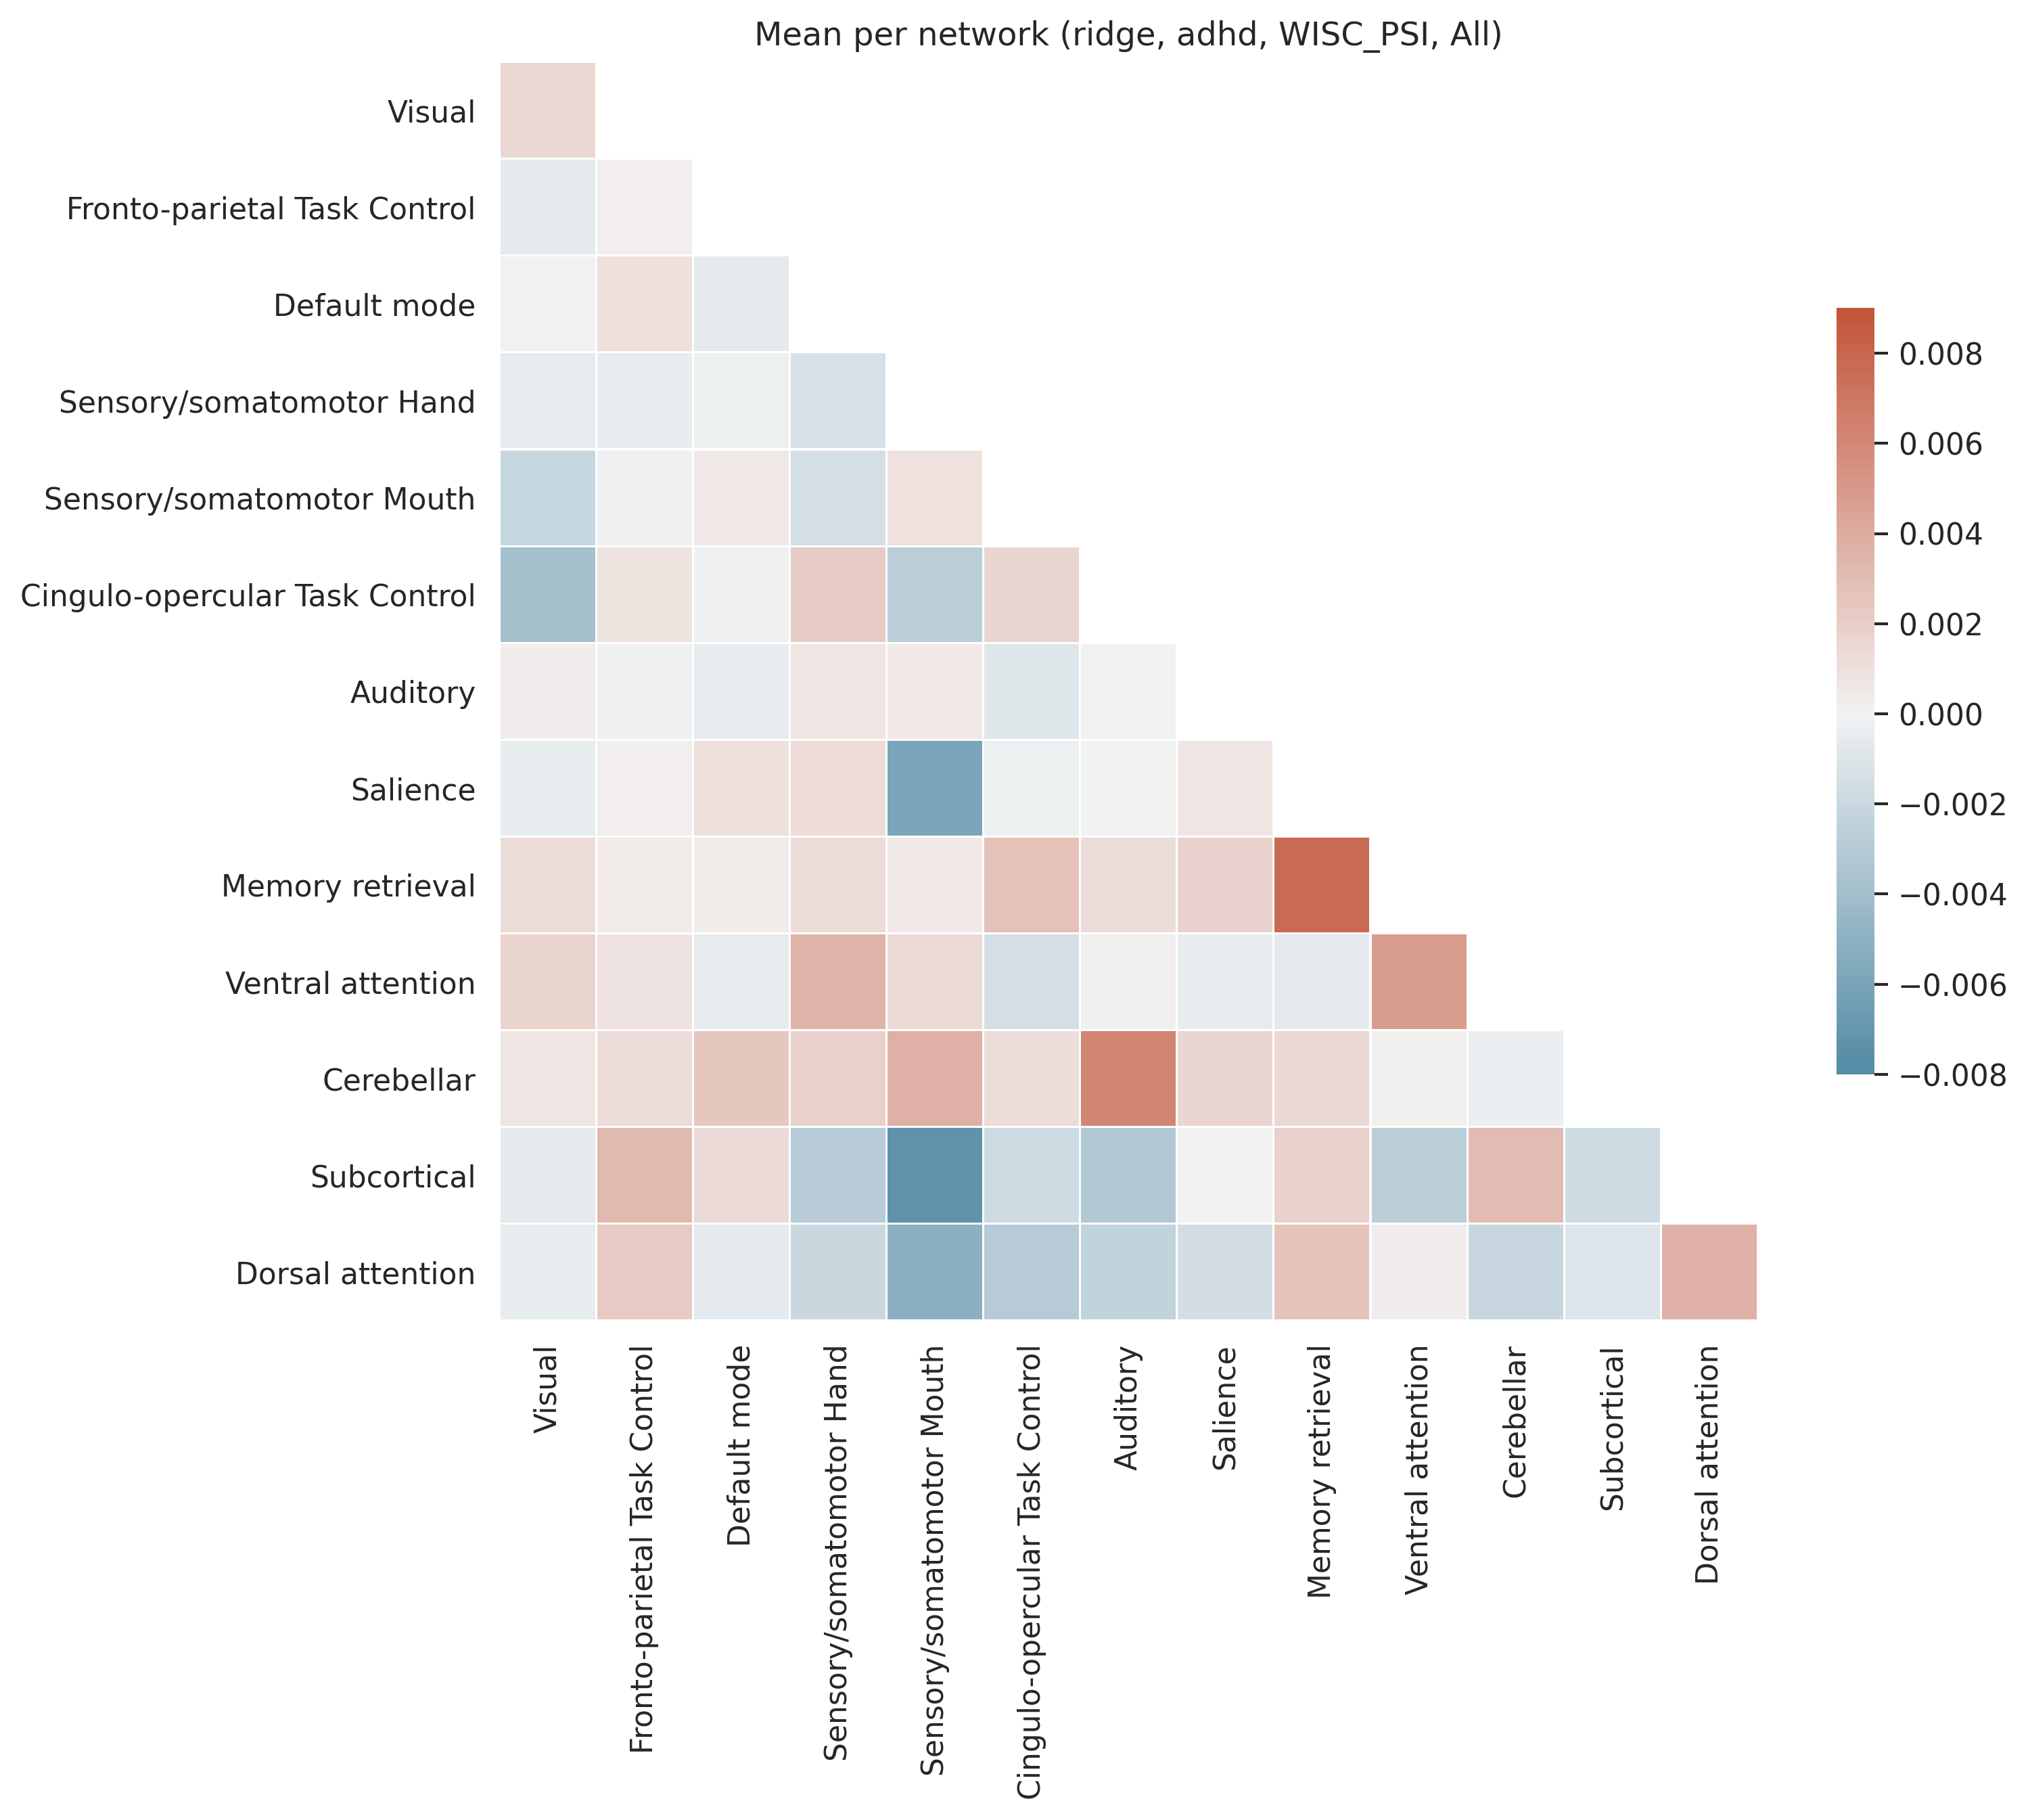 Mean per network (ridge, adhd, WISC_PSI, All)
Visual
Fronto-parietal Task Control
Default mode
Sensory/somatomotor Hand
Sensory/somatomotor Mouth
Cingulo-opercular Task Control
Auditory
Salience
Memory retrieval
Ventral attention
Cerebellar
Subcortical
Dorsal attention
0.008
0.006
0.004
0.002
0.000
−0.002
−0.004
−0.006
−0.008
Visual
Fronto-parietal Task Control
Default mode
Sensory/somatomotor Hand
Sensory/somatomotor Mouth
Cingulo-opercular Task Control
Auditory
Salience
Memory retrieval
Ventral attention
Cerebellar
Subcortical
Dorsal attention